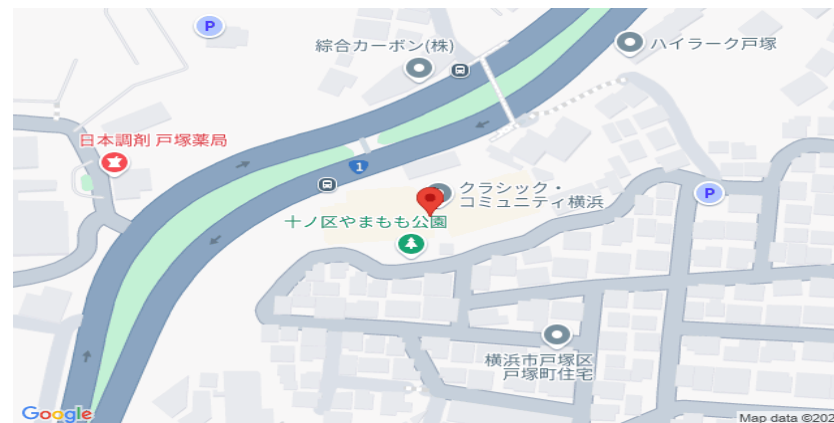 P
綜合カーボン(株)
ハイラーク戸塚
日本調剤 戸塚薬局
1
クラシック・
コミュニティ横浜
P
十ノ区やまもも公園
横浜市戸塚区
戸塚町住宅
Google
Map data ©202